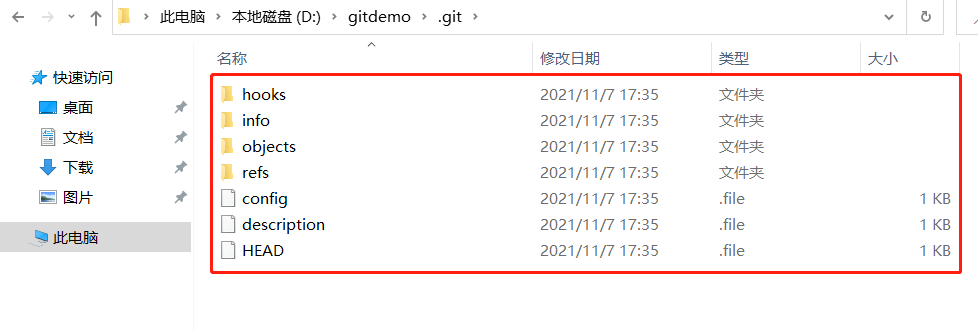 此电脑 › 本地磁盘 (D:) › gitdemo › .git ›
名称 修改日期 类型 大小
快速访问
桌面
文档
下载
图片
此电脑
hooks 2021/11/7 17:35 文件夹
info 2021/11/7 17:35 文件夹
objects 2021/11/7 17:35 文件夹
refs 2021/11/7 17:35 文件夹
config 2021/11/7 17:35 .file 1 KB
description 2021/11/7 17:35 .file 1 KB
HEAD 2021/11/7 17:35 .file 1 KB